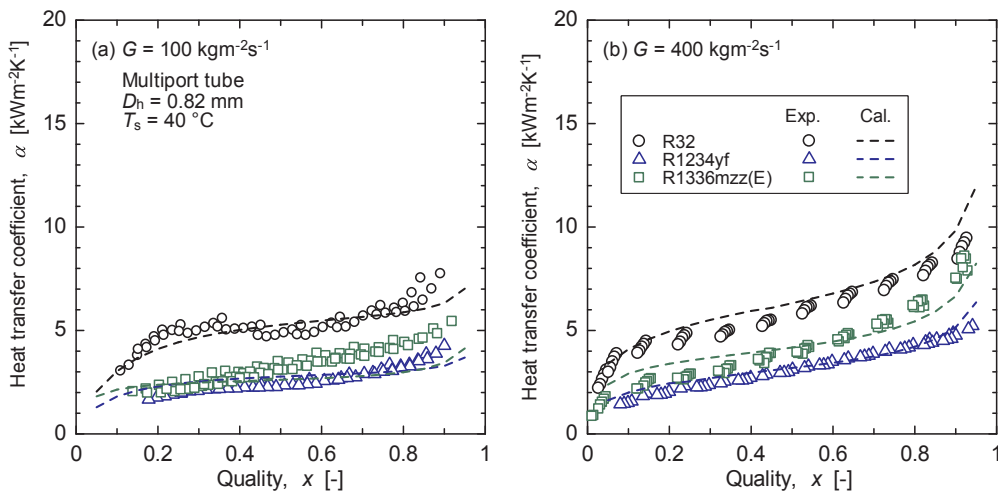 (a) G = 100 kgm-2s-1
Multiport tube
Dh = 0.82 mm
Ts = 40 °C
Heat transfer coefficient, α [kWm-2K-1]
20
15
10
5
0
0 0.2 0.4 0.6 0.8 1
Quality, x [-]
(b) G = 400 kgm-2s-1
Exp. Cal.
R32
R1234yf
R1336mzz(E)
Heat transfer coefficient, α [kWm-2K-1]
20
15
10
5
0
0 0.2 0.4 0.6 0.8 1
Quality, x [-]